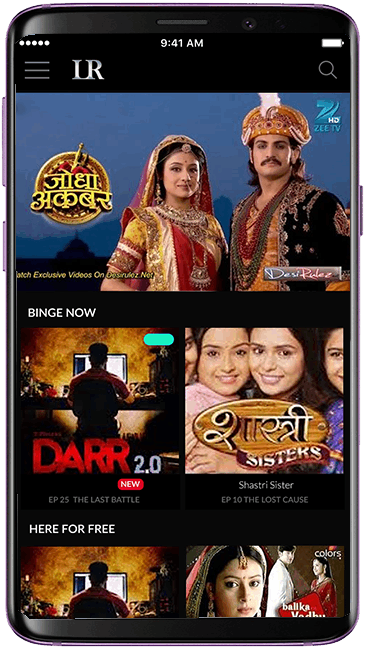 9:41 AM
LR
ZEE TV
HD
जोधा
अकबर
atch Exclusive Videos On Desirulez.Net
DesiRulez
BINGE NOW
DARR 2.0
NEW
EP 25 THE LAST BATTLE
शास्त्री
SISTERS
Shastri Sister
EP 10 THE LOST CAUSE
HERE FOR FREE
colors
balika
Vadhu